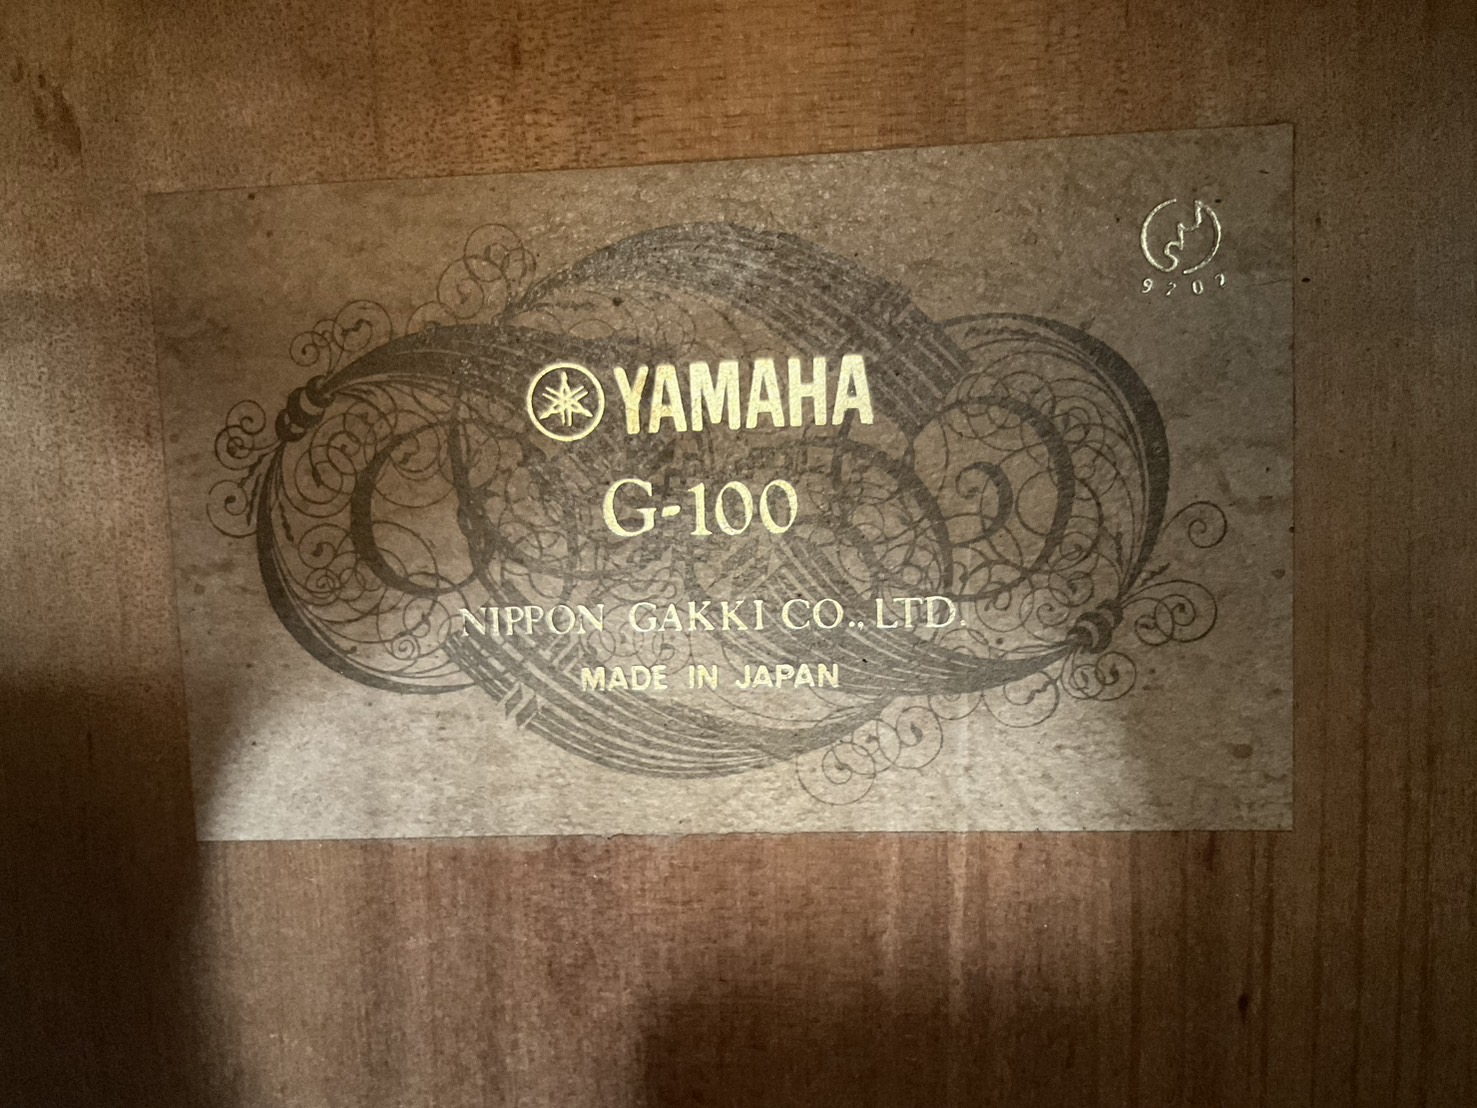 YAMAHA
G-100
NIPPON GAKKI CO., LTD.
MADE IN JAPAN